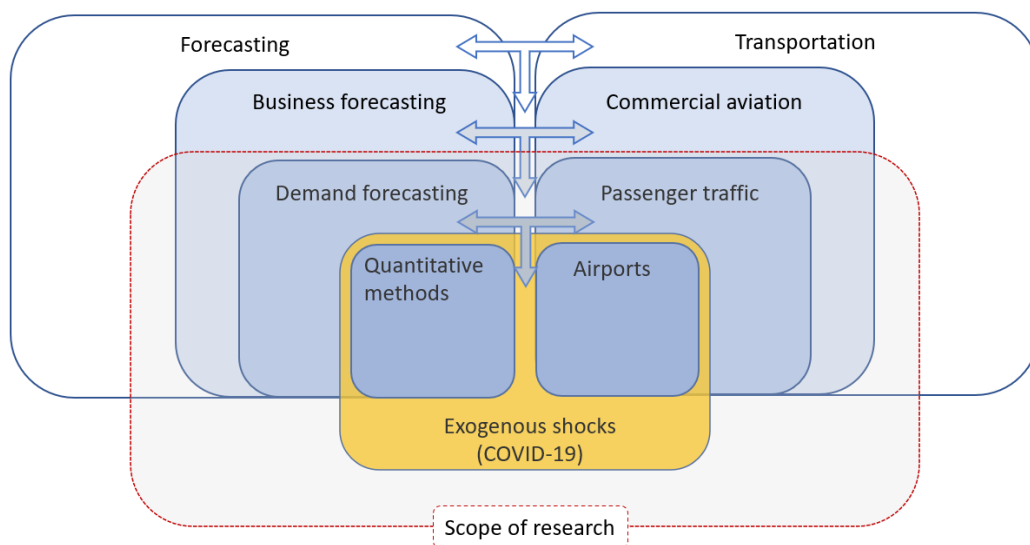 Forecasting
Transportation
Business forecasting
Commercial aviation
Demand forecasting
Passenger traffic
Quantitative
methods
Airports
Exogenous shocks
(COVID-19)
Scope of research